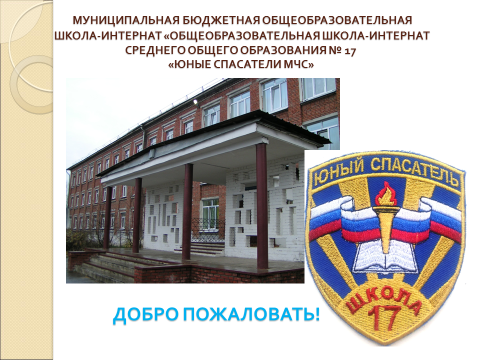 МУНИЦИПАЛЬНАЯ БЮДЖЕТНАЯ ОБЩЕОБРАЗОВАТЕЛЬНАЯ
ШКОЛА-ИНТЕРНАТ «ОБЩЕОБРАЗОВАТЕЛЬНАЯ ШКОЛА-ИНТЕРНАТ
СРЕДНЕГО ОБЩЕГО ОБРАЗОВАНИЯ № 17
«ЮНЫЕ СПАСАТЕЛИ МЧС»
ЮНЫЙ СПАСАТЕЛЬ
ШКОЛА
17
ДОБРО ПОЖАЛОВАТЬ!